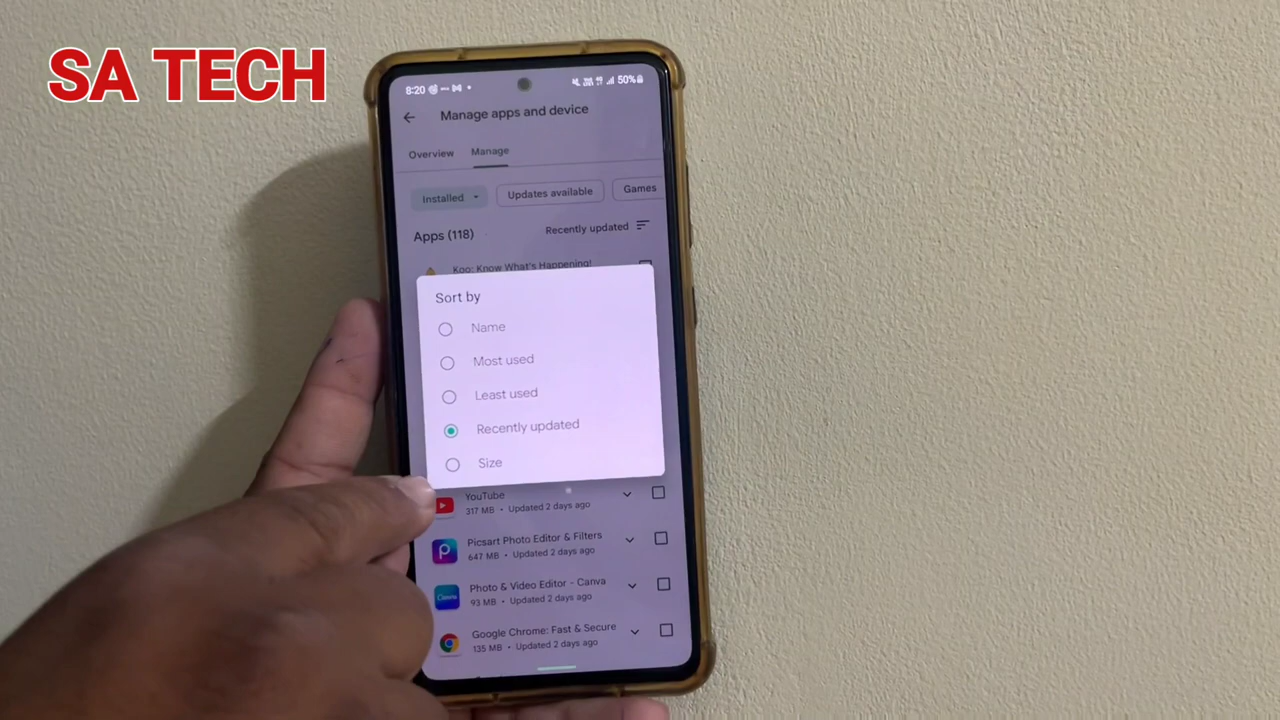 SA TECH
8:20
50%
Manage apps and device
Overview Manage
Installed Updates available Games
Apps (118) Recently updated
Koo: Know What's Happening!
Sort by
Name
Most used
Least used
Recently updated
Size
YouTube
317 MB • Updated 2 days ago
Picsart Photo Editor & Filters
647 MB • Updated 2 days ago
Photo & Video Editor - Canva
93 MB • Updated 2 days ago
Google Chrome: Fast & Secure
135 MB • Updated 2 days ago